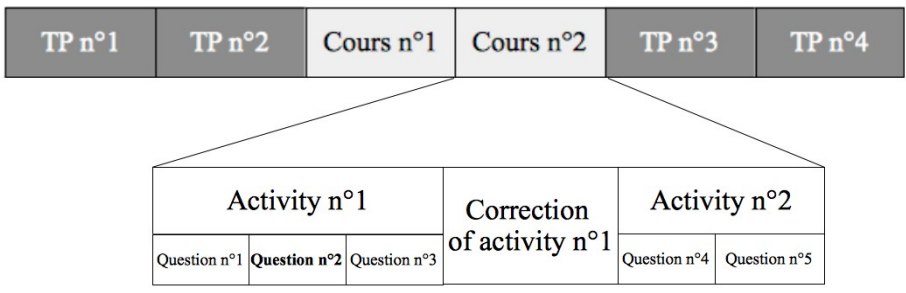 TP n°1 TP n°2 Cours n°1 Cours n°2 TP n°3 TP n°4
Activity n°1
Correction
of activity n°1
Activity n°2
Question n°1 Question n°2 Question n°3
Question n°4 Question n°5